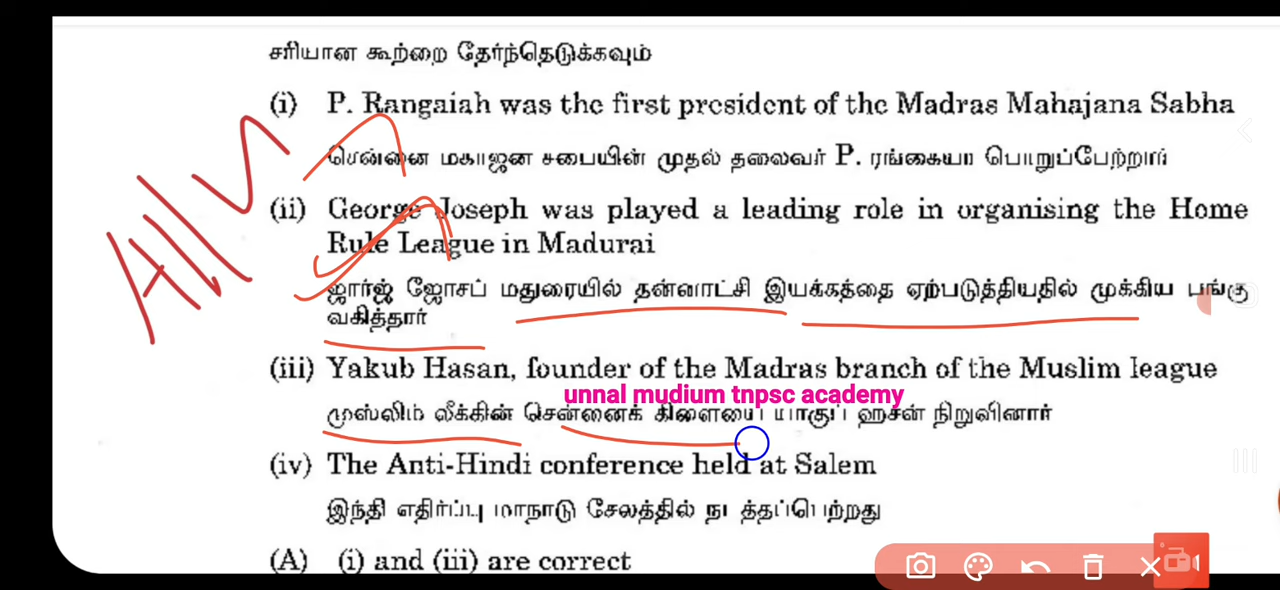 சரியான கூற்றை தேர்ந்தெடுக்கவும்
(i) P. Rangaiah was the first president of the Madras Mahajana Sabha
சென்னை மகாஜன சபையின் முதல் தலைவர் P. ரங்கையா பொறுப்பேற்றார்
(ii) George Joseph was played a leading role in organising the Home
Rule League in Madurai
ஜார்ஜ் ஜோசப் மதுரையில் தன்னாட்சி இயக்கத்தை ஏற்படுத்தியதில் முக்கிய பங்கு
வகித்தார்
All
(iii) Yakub Hasan, founder of the Madras branch of the Muslim league
unnal mudium tnpsc academy
முஸ்லிம் லீக்கின் சென்னைக் கிளையை யாகுப் ஹசன் நிறுவினார்
(iv) The Anti-Hindi conference held at Salem
இந்தி எதிர்ப்பு மாநாடு சேலத்தில் நடத்தப்பெற்றது
(A) (i) and (iii) are correct